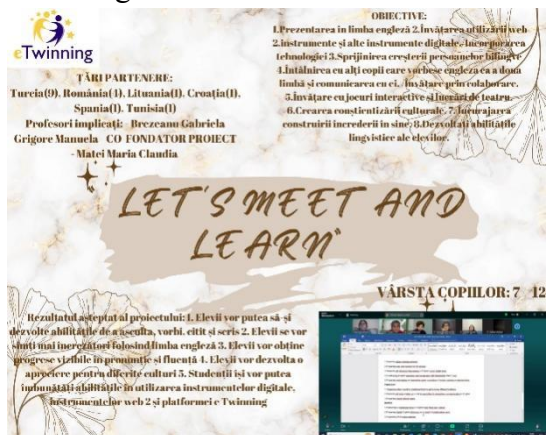 eTwinning
ȚĂRI PARTENERE:
Turcia(9), România(4), Lituania(1), Croația(1),
Spania(1), Tunisia(1)
Profesori implicați: Brezeanu Gabriela
Grigore Manuela CO FONDATOR PROIECT
- Matei Maria Claudia
OBIECTIVE:
1.Prezentarea în limba engleză 2.Învățarea utilizării web
2.instrumente și alte instrumente digitale. Încorporarea
tehnologiei 3.Sprijinirea creșterii persoanelor bilingve
4.Întâlnirea cu alți copii care vorbesc engleza ca a doua
limbă și comunicarea cu ei. Învățare prin colaborare.
5.Învățare cu jocuri interactive și lucrări de teatru.
6.Crearea conștientizării culturale. 7. Încurajarea
construirii încrederii în sine; 8.Dezvoltați abilitățile
lingvistice ale elevilor.
LET'S MEET AND
LEARN"
VÂRSTA COPIILOR: 7 - 12
Rezultatul așteptat al proiectului: 1. Elevii vor putea să-și
dezvolte abilitățile de a asculta, vorbi, citit și scris 2. Elevii se vor
simți mai încrezători folosind limba engleză 3. Elevii vor obține
progrese vizibile în pronunție și fluență 4. Elevii vor dezvolta o
apreciere pentru diferite culturi 5. Studenții își vor putea
îmbunătăți abilitățile în utilizarea instrumentelor digitale,
instrumentelor web 2 și platformei e Twinning